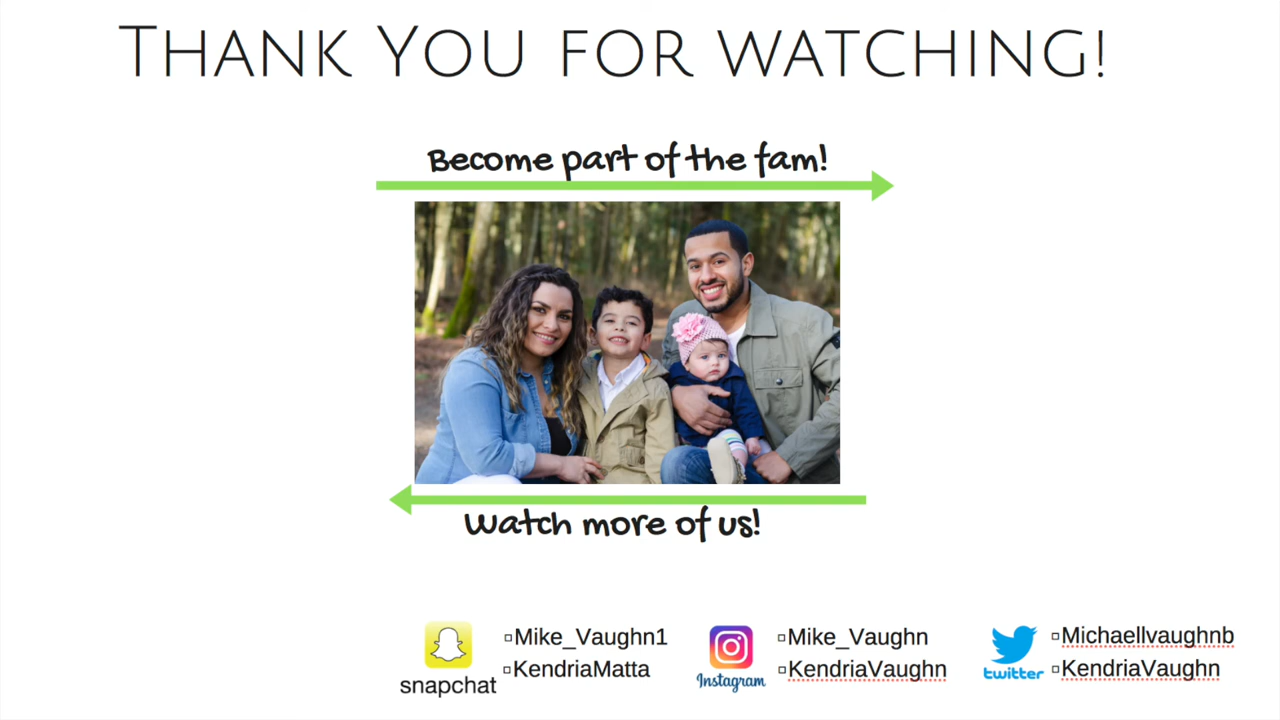 THANK YOU FOR WATCHING!
Become part of the fam!
Watch more of us!
snapchat
▫Mike_Vaughn1
▫KendriaMatta
Instagram
▫Mike_Vaughn
▫KendriaVaughn
twitter
▫Michaellvaughnb
▫KendriaVaughn